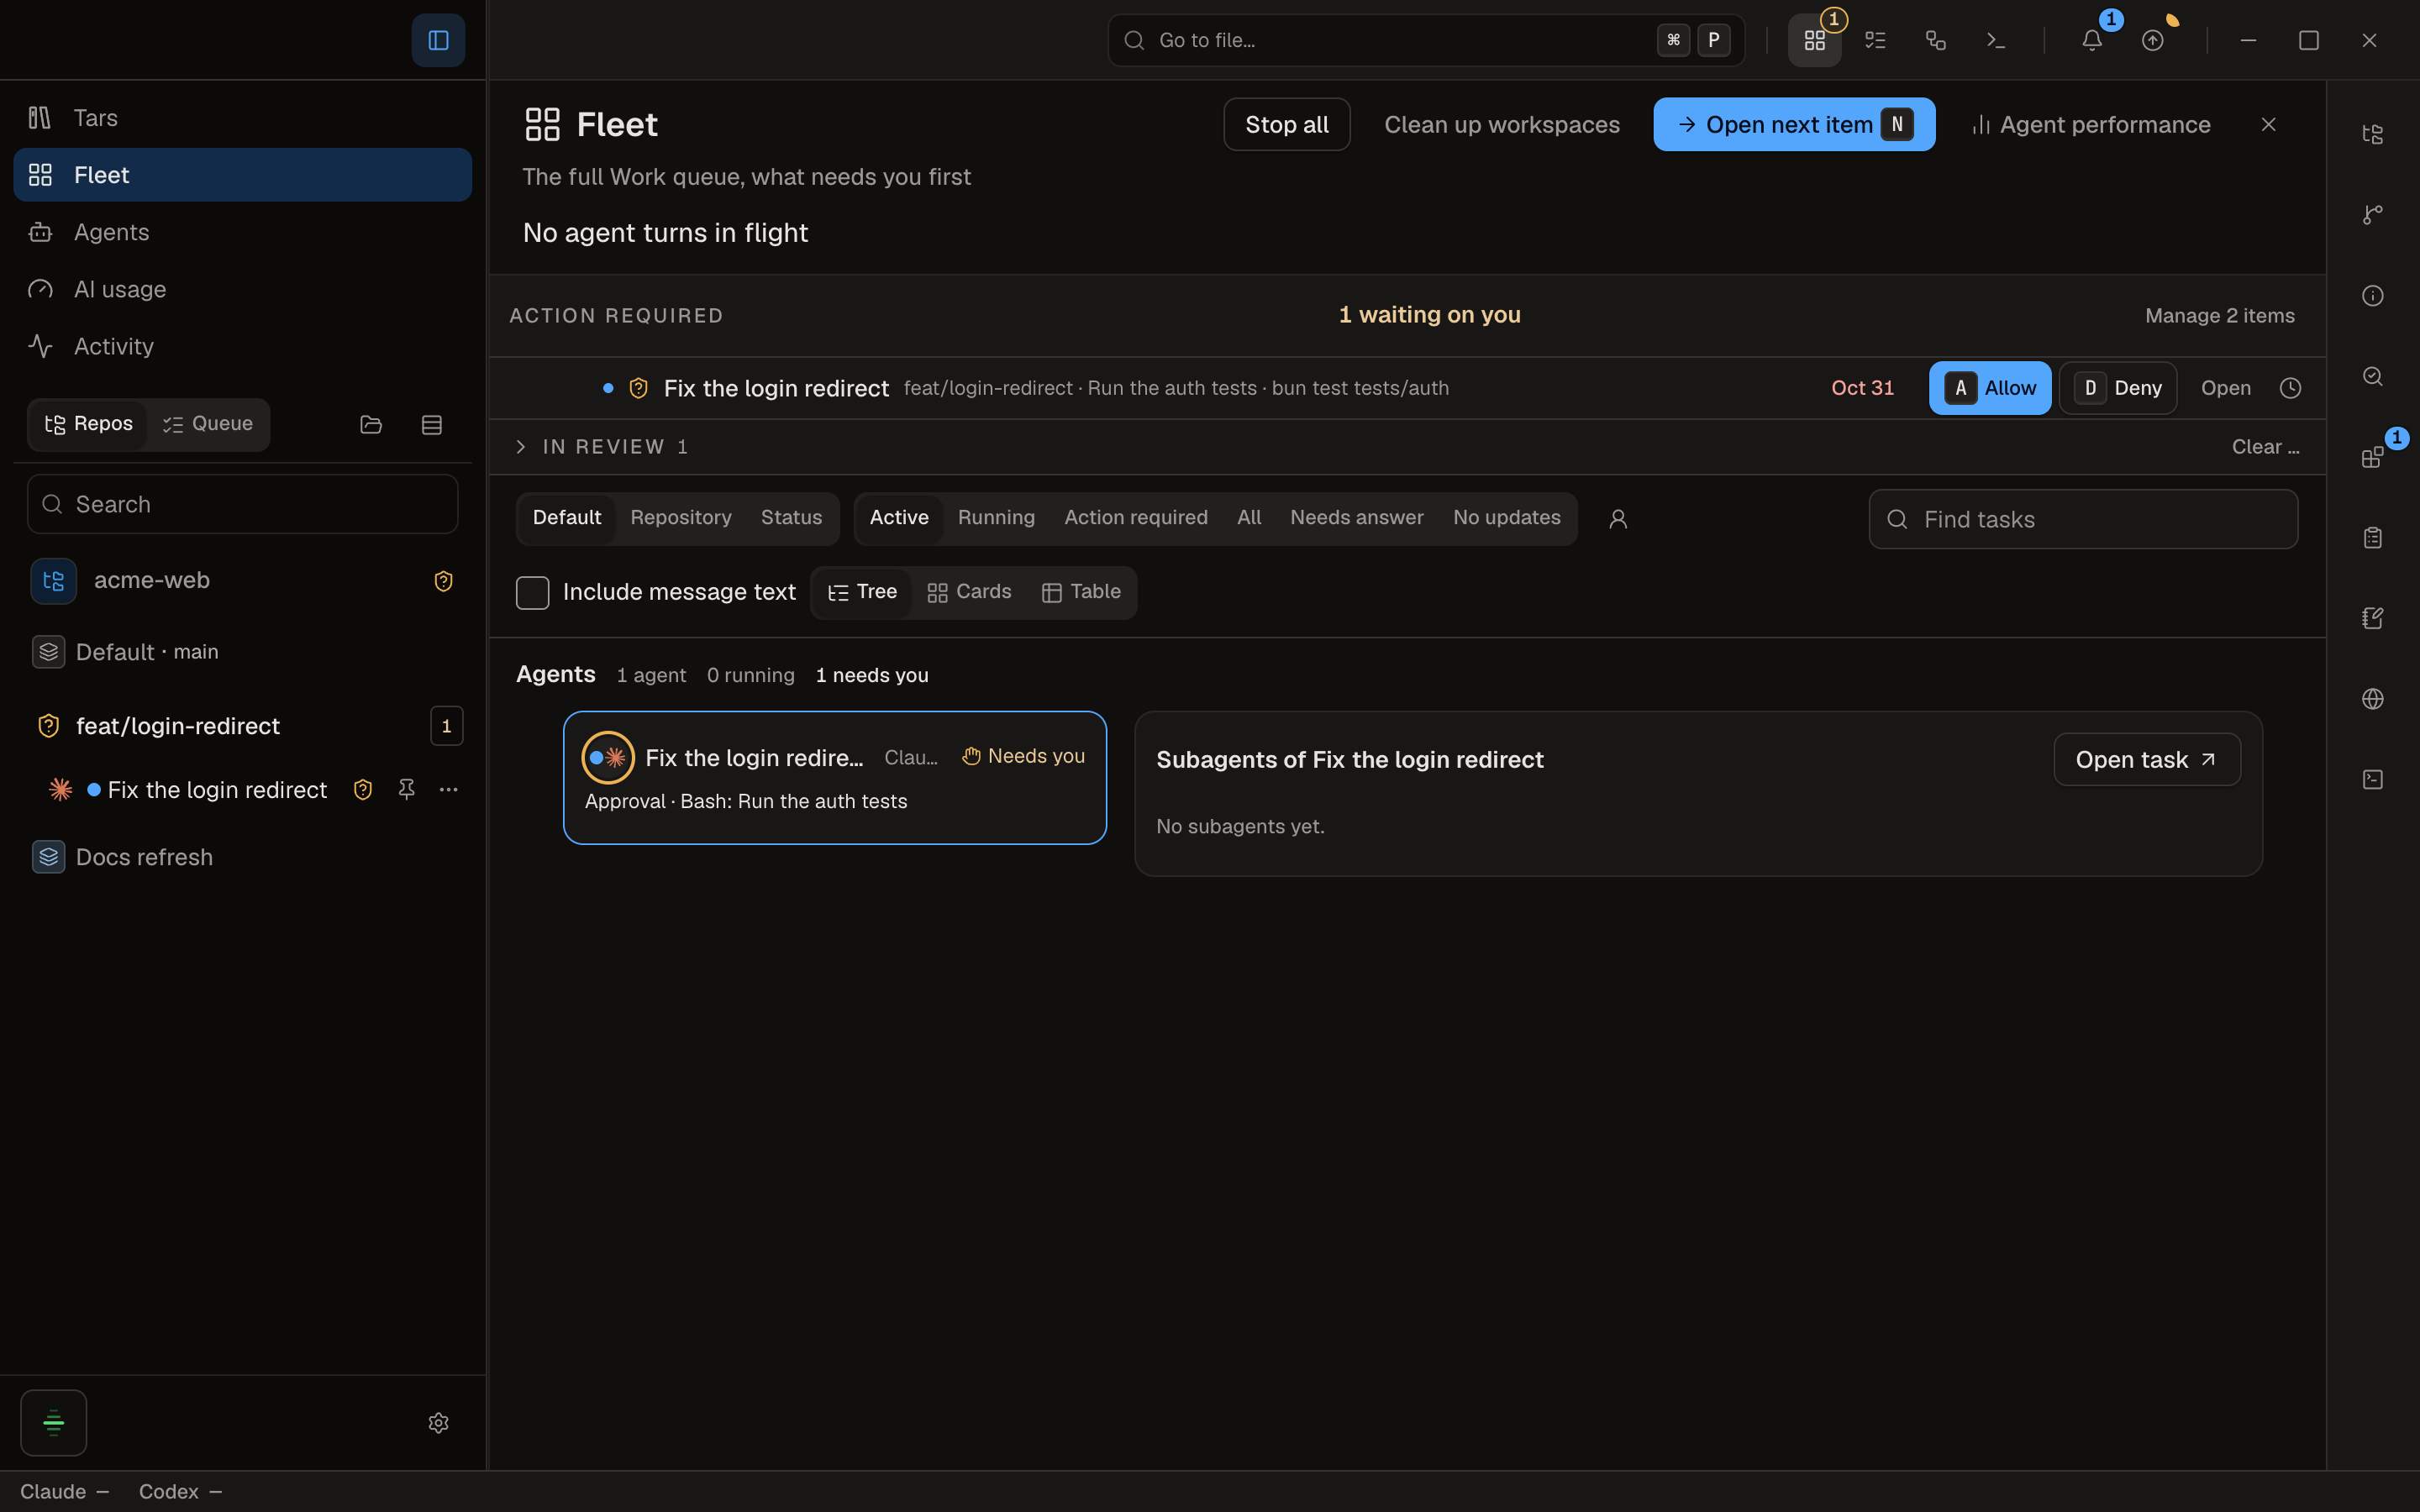 Go to file… ⌘ P 1 1
Tars
Fleet
Agents
AI usage
Activity
Repos Queue
Search
acme-web
Default · main
feat/login-redirect 1
Fix the login redirect
Docs refresh
Fleet Stop all Clean up workspaces Open next item N Agent performance
The full Work queue, what needs you first
No agent turns in flight
ACTION REQUIRED 1 waiting on you Manage 2 items
Fix the login redirect feat/login-redirect · Run the auth tests · bun test tests/auth Oct 31 A Allow D Deny Open
IN REVIEW 1 Clear ...
1
Default Repository Status Active Running Action required All Needs answer No updates Find tasks
Include message text Tree Cards Table
Agents 1 agent 0 running 1 needs you
Fix the login redire... Clau... Needs you
Approval · Bash: Run the auth tests
Subagents of Fix the login redirect Open task
No subagents yet.
Claude — Codex —